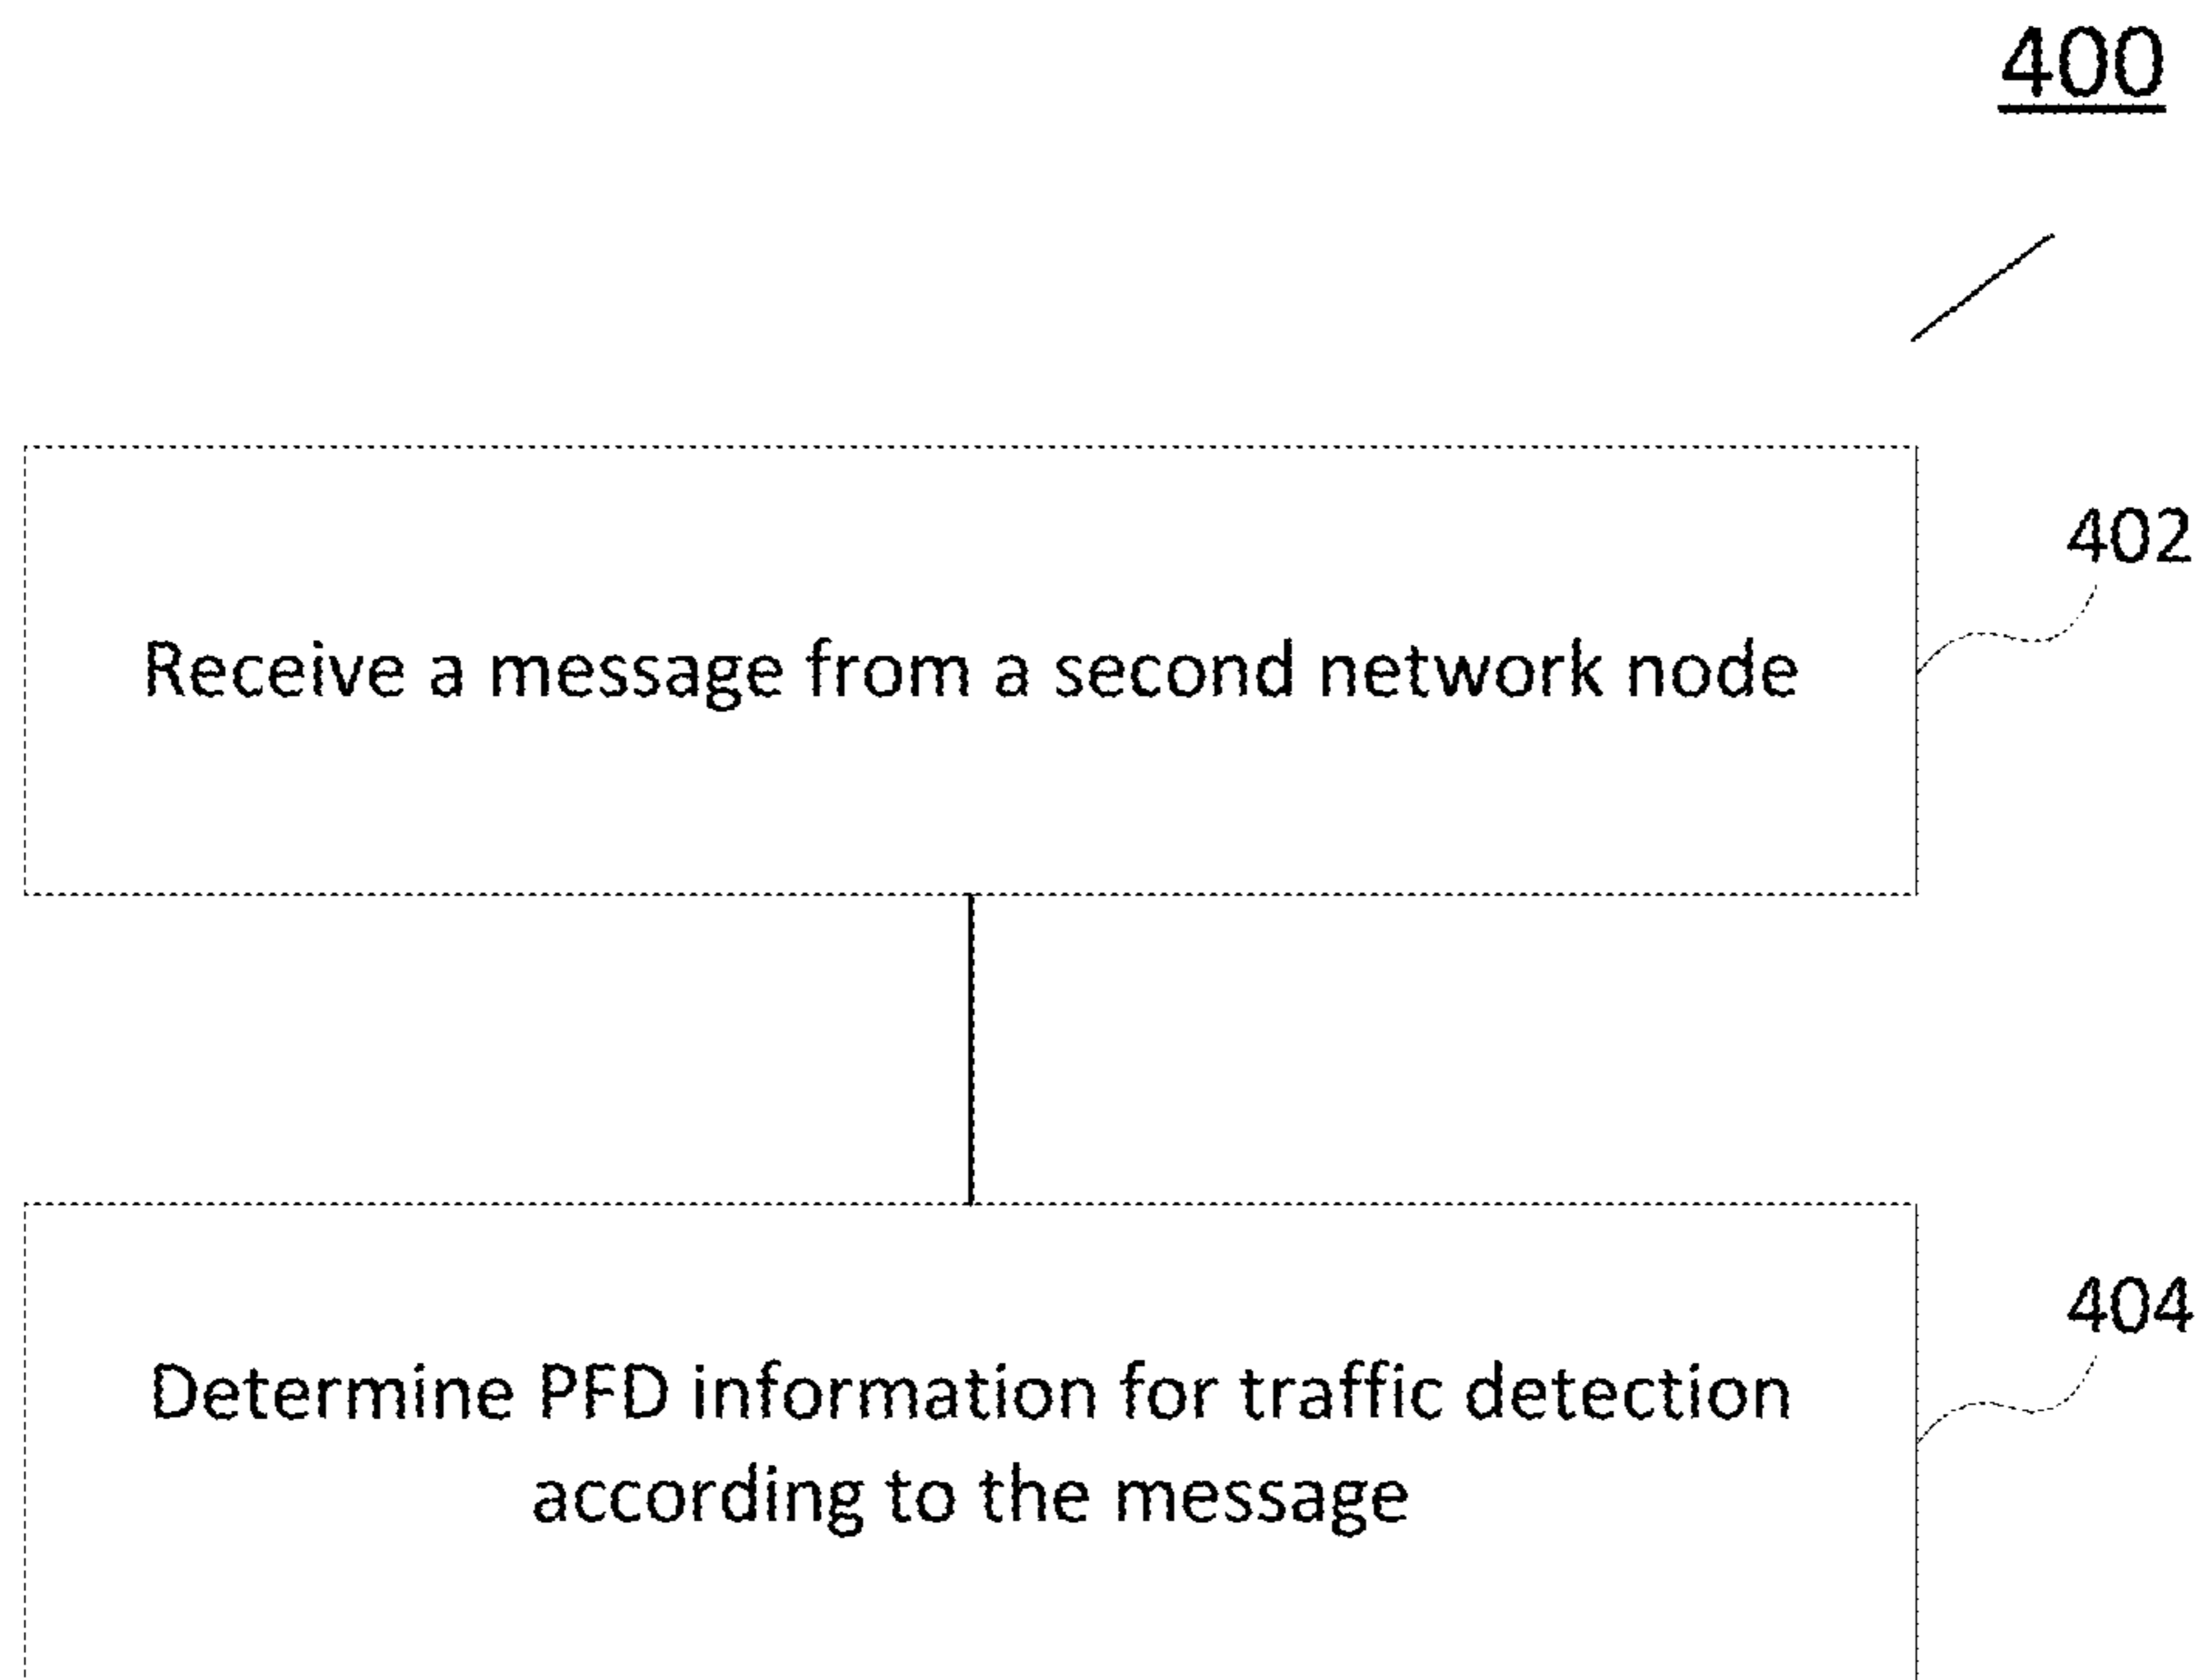 400
402
Receive a message from a second network node
404
Determine PFD information for traffic detection
according to the message